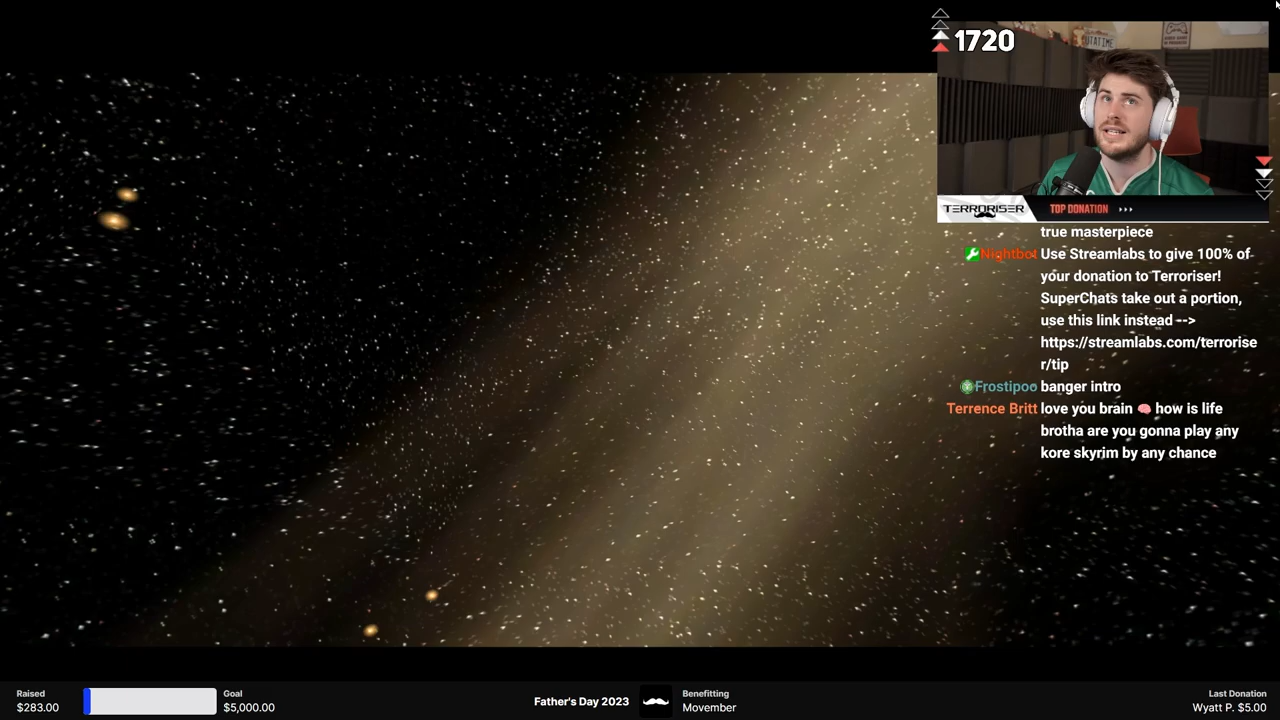 1720
UTATIME
TERRORISER TOP DONATION
true masterpiece
Nightbot Use Streamlabs to give 100% of
your donation to Terroriser!
SuperChats take out a portion,
use this link instead -->
https://streamlabs.com/terrorise
r/tip
Frostipoo banger intro
Terrence Britt love you brain 🧠 how is life
brotha are you gonna play any
kore skyrim by any chance
Raised
$283.00
Goal
$5,000.00
Father's Day 2023
Benefitting
Movember
Last Donation
Wyatt P. $5.00